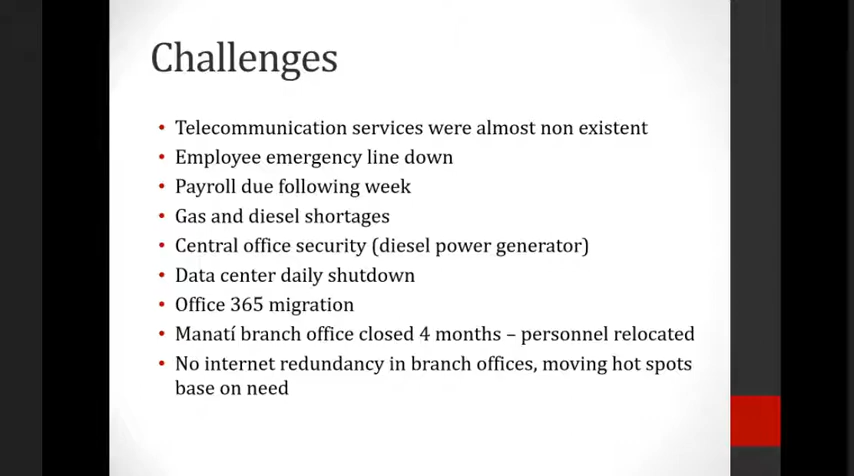 Challenges
• Telecommunication services were almost non existent
• Employee emergency line down
• Payroll due following week
• Gas and diesel shortages
• Central office security (diesel power generator)
• Data center daily shutdown
• Office 365 migration
• Manatí branch office closed 4 months – personnel relocated
• No internet redundancy in branch offices, moving hot spots
base on need